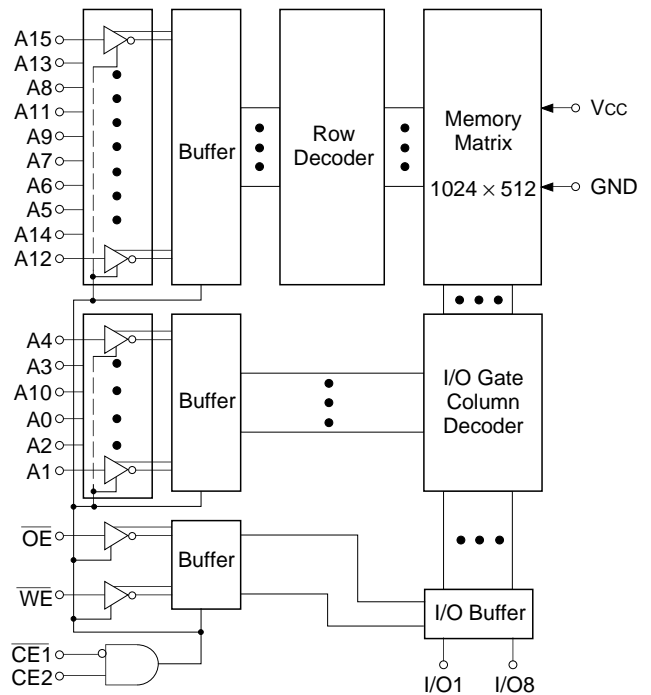 A15
A13
A8
A11
A9
A7
A6
A5
A14
A12
Buffer
Row
Decoder
Memory
Matrix
1024 × 512
VCC
GND
A4
A3
A10
A0
A2
A1
Buffer
I/O Gate
Column
Decoder
OE
WE
CE1
CE2
Buffer
I/O Buffer
I/O1 I/O8